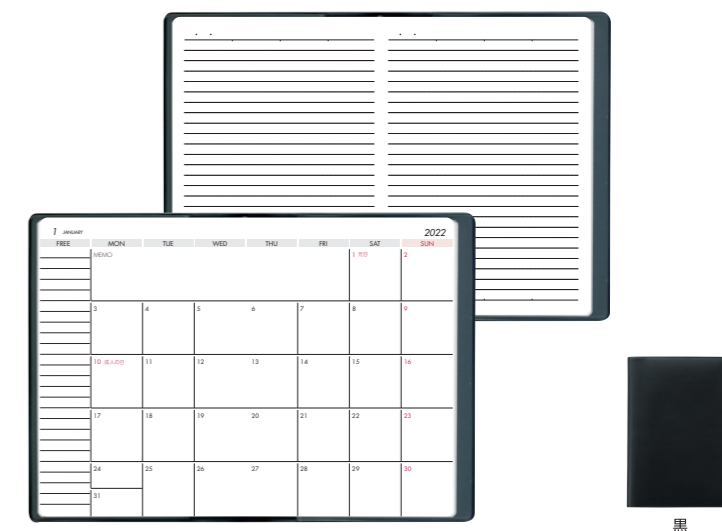 1 JANUARY 2022
FREE MON TUE WED THU FRI SAT SUN
MEMO 1 元日 2
3 4 5 6 7 8 9
10 成人の日 11 12 13 14 15 16
17 18 19 20 21 22 23
24 25 26 27 28 29 30
31
黒